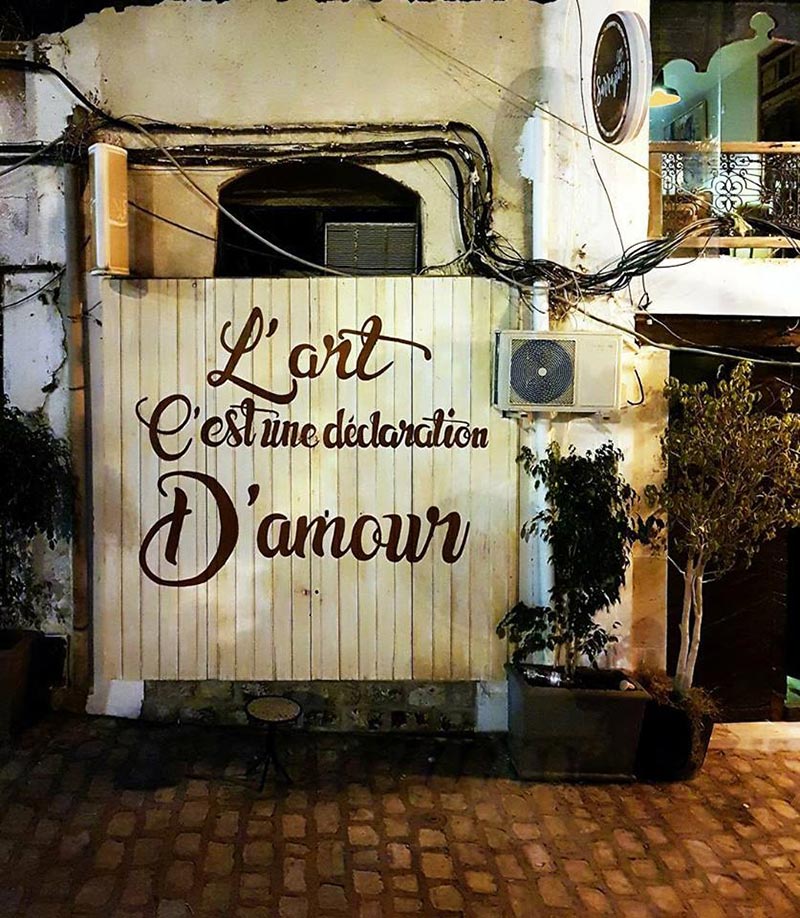 L'art
C'est une déclaration
D'amour